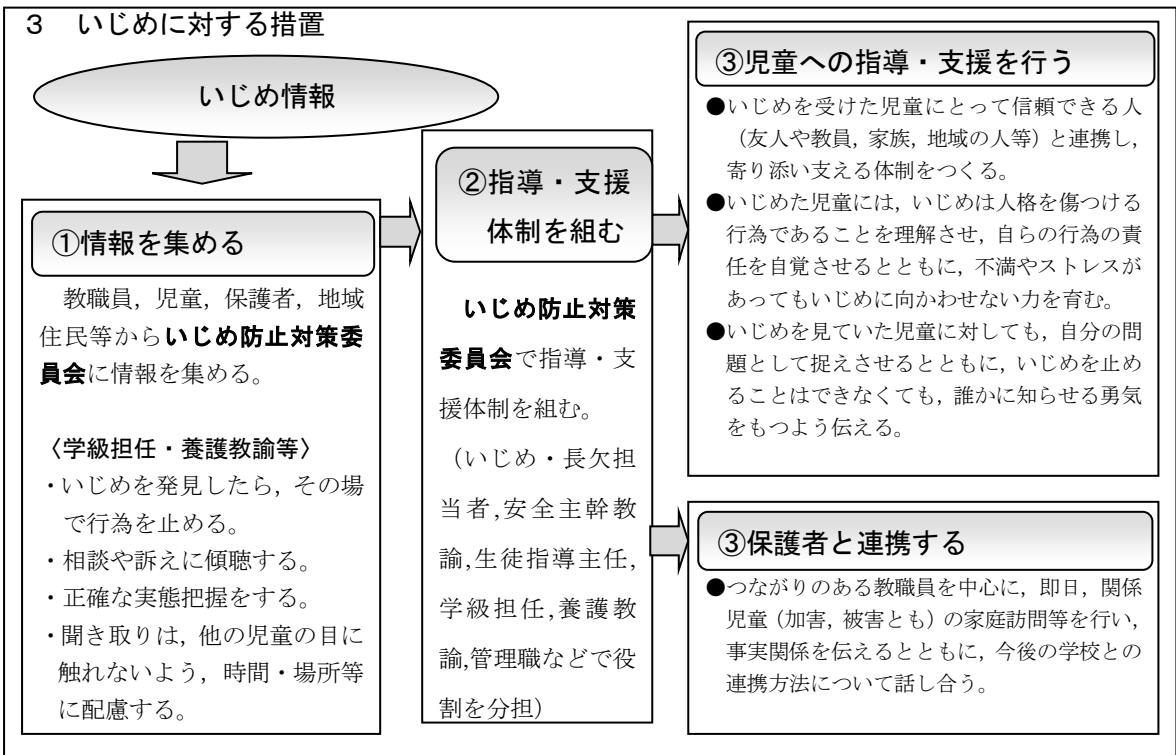 ３　いじめに対する措置
いじめ情報
①情報を集める
教職員，児童，保護者，地域
住民等からいじめ防止対策委
員会に情報を集める。
〈学級担任・養護教諭等〉
・いじめを発見したら，その場
で行為を止める。
・相談や訴えに傾聴する。
・正確な実態把握をする。
・聞き取りは，他の児童の目に
触れないよう，時間・場所等
に配慮する。
②指導・支援
体制を組む
いじめ防止対策
委員会で指導・支
援体制を組む。
（いじめ・長欠担
当者,安全主幹教
諭,生徒指導主任,
学級担任,養護教
諭,管理職などで役
割を分担）
③児童への指導・支援を行う
●いじめを受けた児童にとって信頼できる人
（友人や教員，家族，地域の人等）と連携し，
寄り添い支える体制をつくる。
●いじめた児童には，いじめは人格を傷つける
行為であることを理解させ，自らの行為の責
任を自覚させるとともに，不満やストレスが
あってもいじめに向かわせない力を育む。
●いじめを見ていた児童に対しても，自分の問
題として捉えさせるとともに，いじめを止め
ることはできなくても，誰かに知らせる勇気
をもつよう伝える。
③保護者と連携する
●つながりのある教職員を中心に，即日，関係
児童（加害，被害とも）の家庭訪問等を行い，
事実関係を伝えるとともに，今後の学校との
連携方法について話し合う。